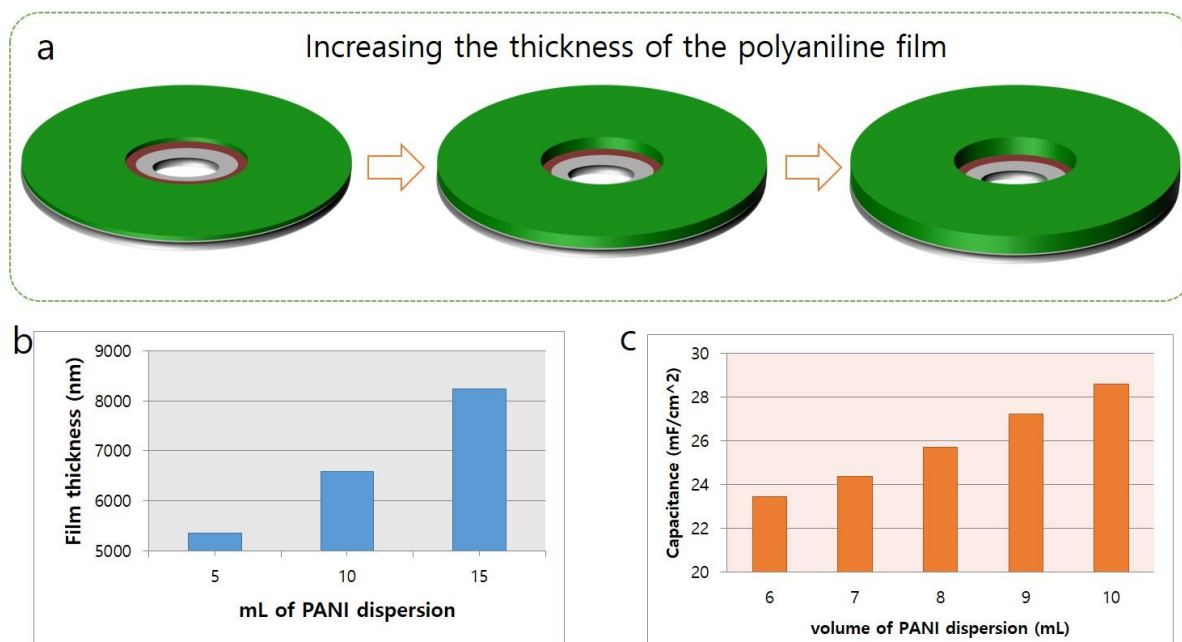 a
Increasing the thickness of the polyaniline film
b
Film thickness (nm)
9000
8000
7000
6000
5000
5 10 15
mL of PANI dispersion
c
Capacitance (mF/cm^2)
30
28
26
24
22
20
6 7 8 9 10
volume of PANI dispersion (mL)